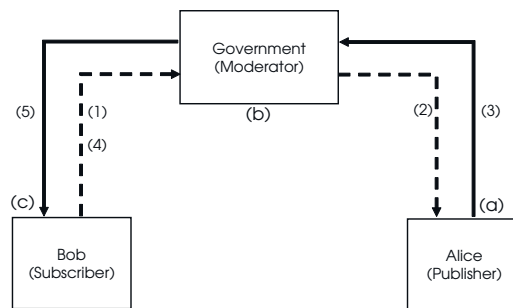 Government
(Moderator)
(b)
(5)
(1)
(4)
(2)
(3)
(c)
(a)
Bob
(Subscriber)
Alice
(Publisher)